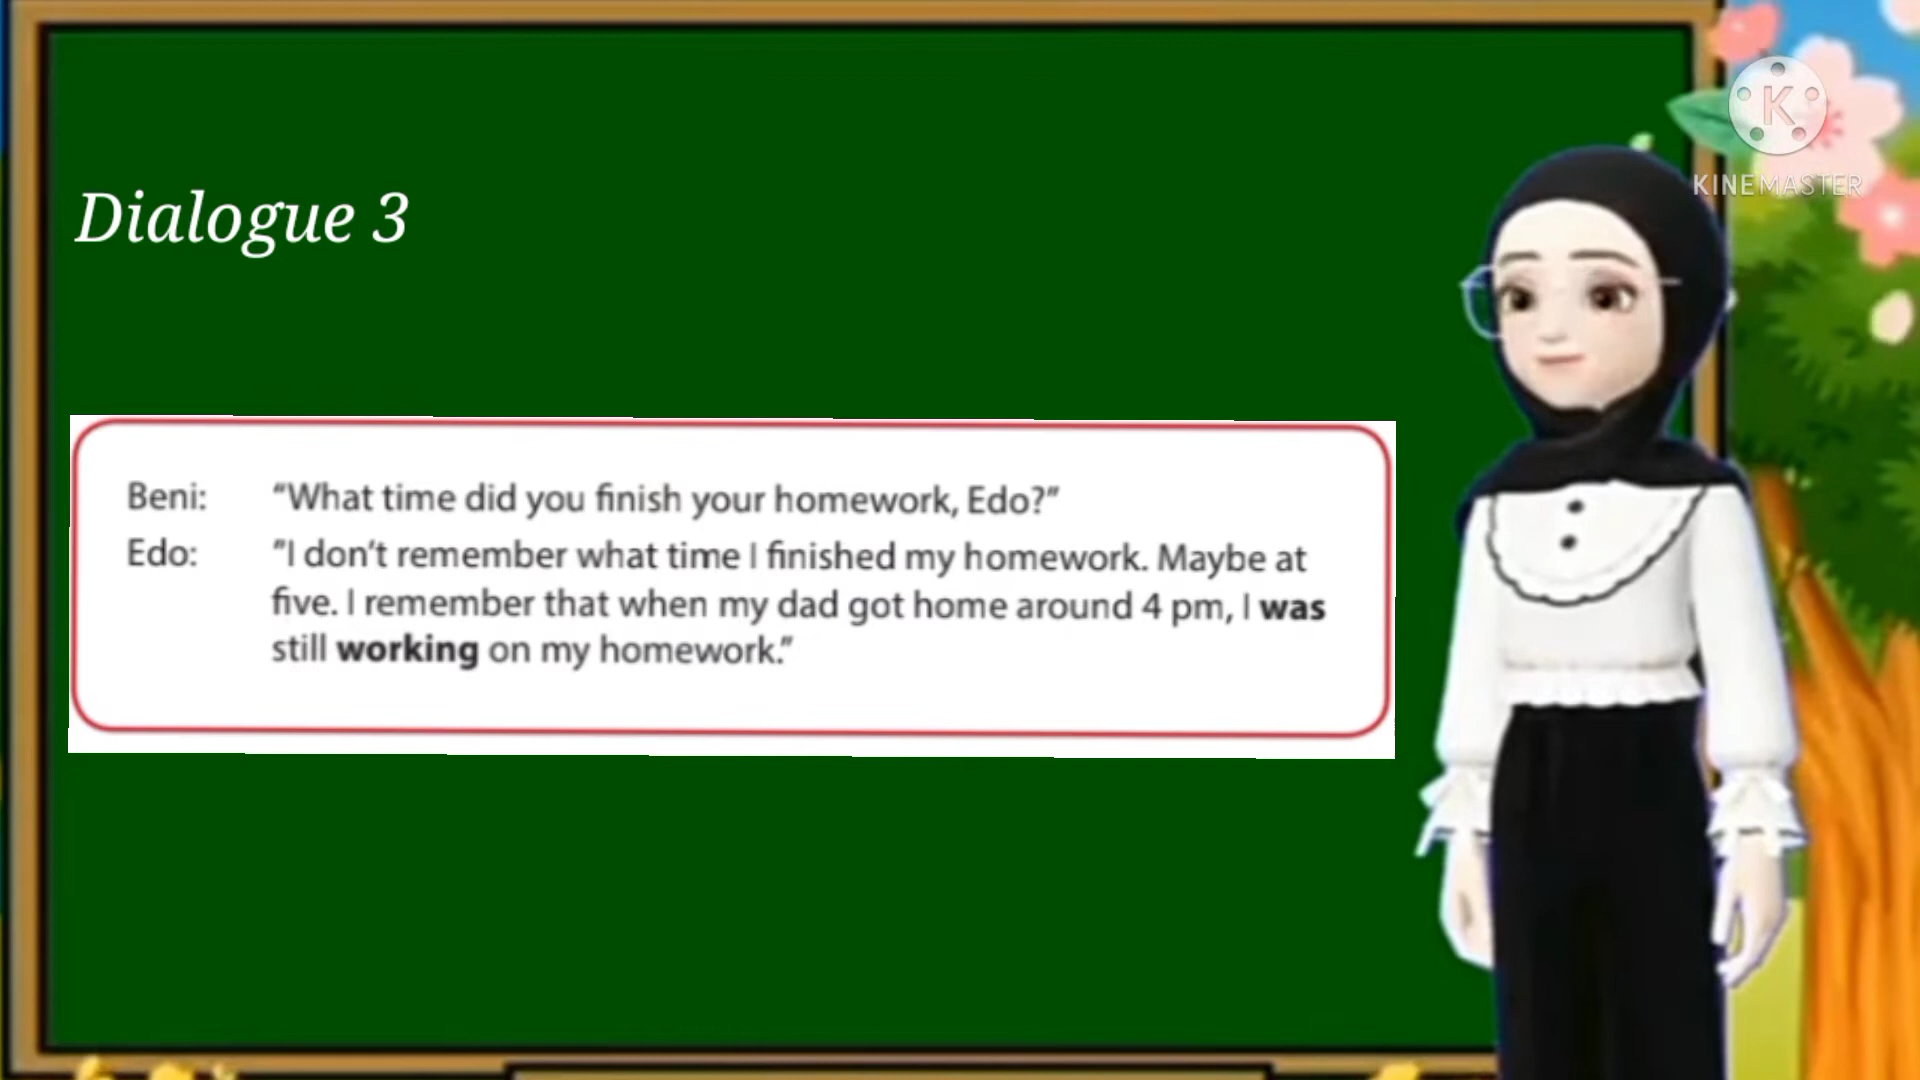 Dialogue 3
K
KINEMASTER
Beni: “What time did you finish your homework, Edo?”
Edo: "I don't remember what time I finished my homework. Maybe at
five. I remember that when my dad got home around 4 pm, I was
still working on my homework."